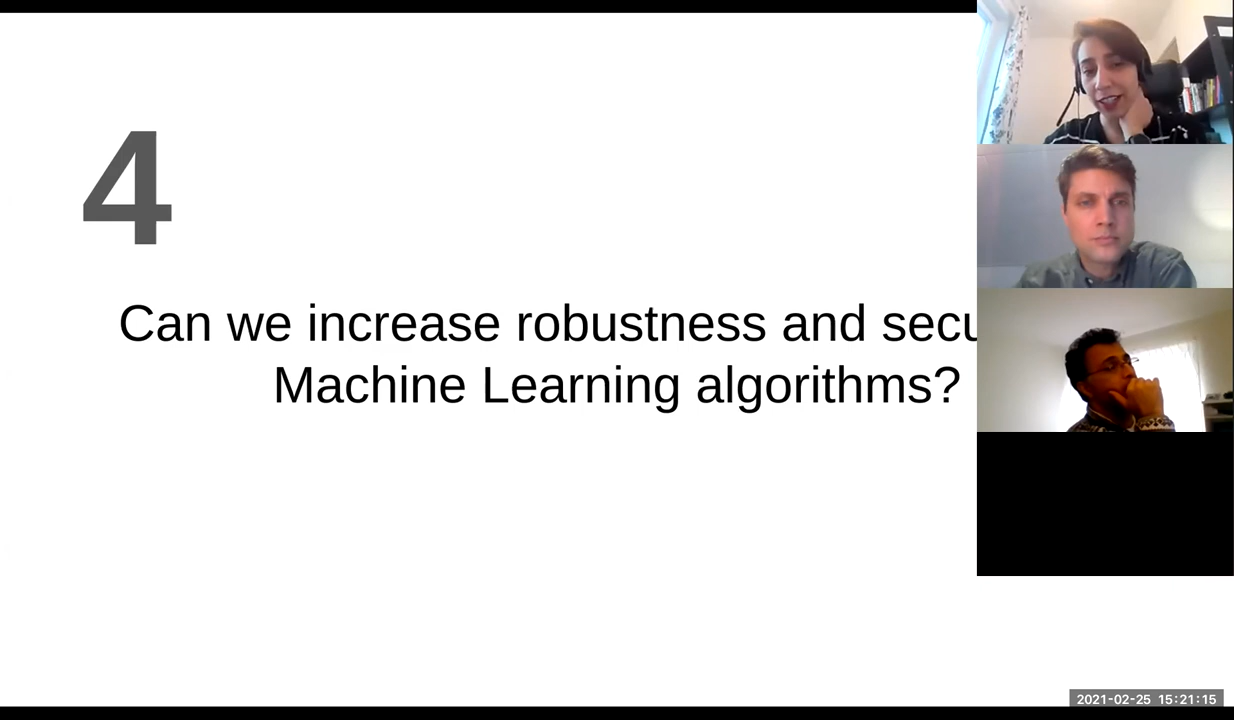 4
Can we increase robustness and secu
Machine Learning algorithms?
2021-02-25 15:21:15